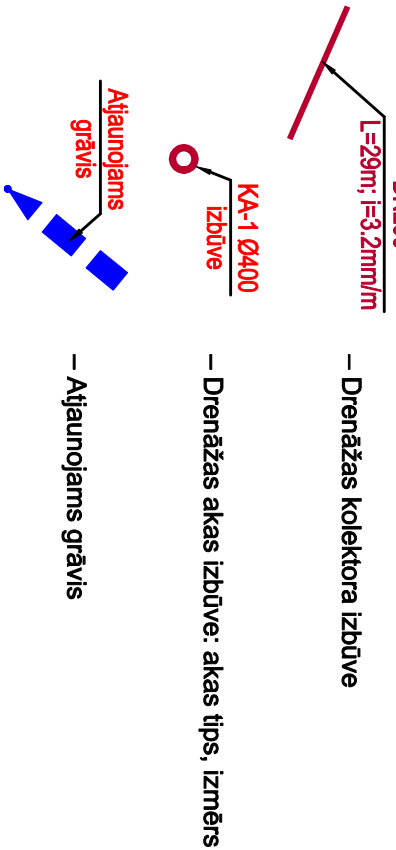 L=29m; i=3.2mm/m
– Drenāžas kolektora izbūve
KA-1 Ø400
izbūve
– Drenāžas akas izbūve: akas tips, izmērs
Atjaunojams
grāvis
– Atjaunojams grāvis